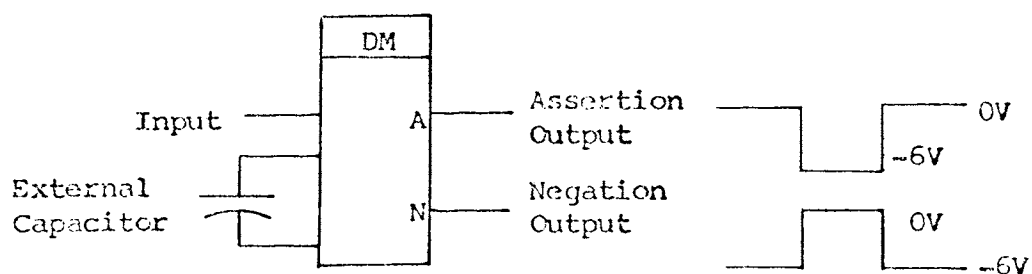 DM
Input
A
Assertion
Output
0V
-6V
External
Capacitor
N
Negation
Output
0V
-6V